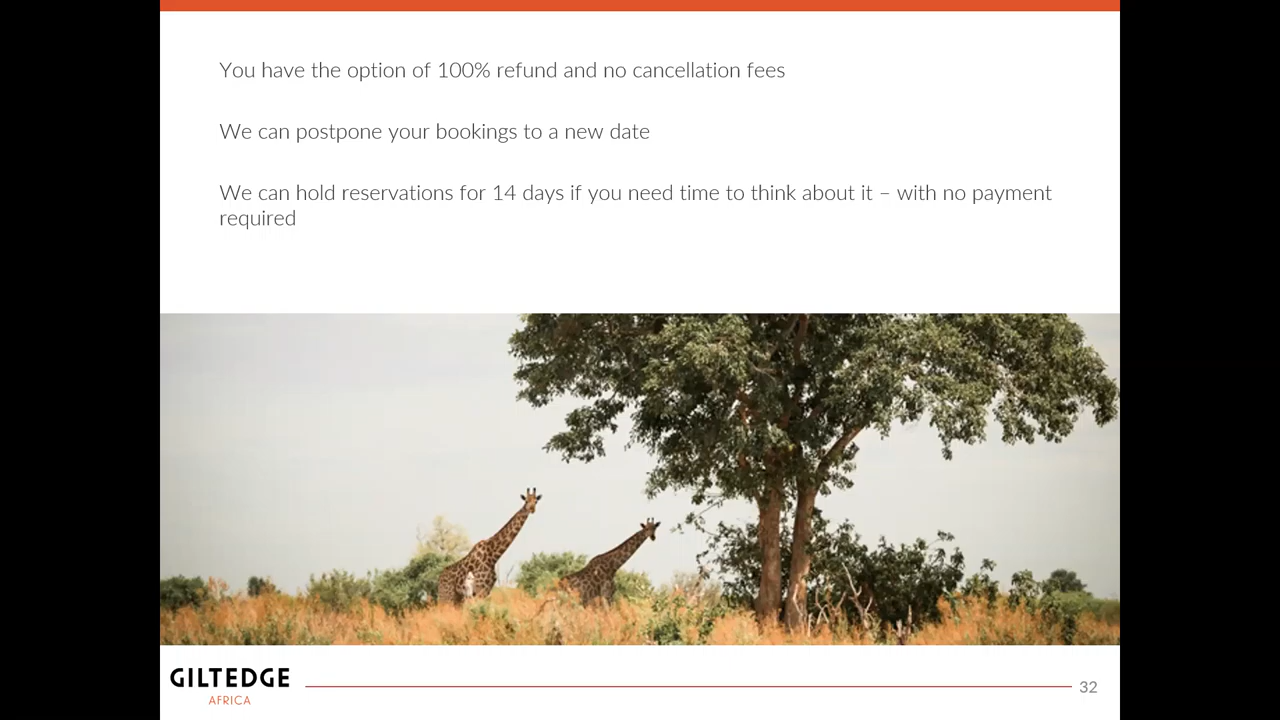 You have the option of 100% refund and no cancellation fees
We can postpone your bookings to a new date
We can hold reservations for 14 days if you need time to think about it – with no payment
required
GILTEDGE
AFRICA
32